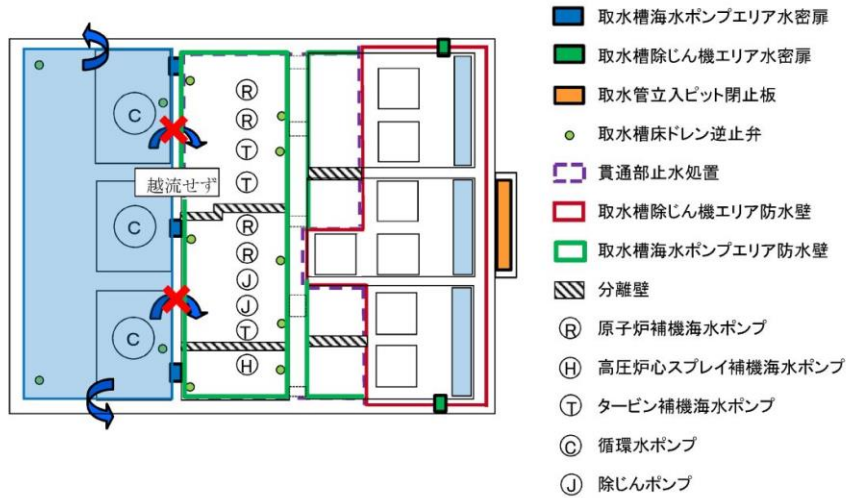 取水槽海水ポンプエリア水密扉
取水槽除じん機エリア水密扉
取水管立入ピット閉止板
取水槽床ドレン逆止弁
貫通部止水処置
取水槽除じん機エリア防水壁
取水槽海水ポンプエリア防水壁
分離壁
Ⓡ 原子炉補機海水ポンプ
Ⓗ 高圧炉心スプレイ補機海水ポンプ
Ⓣ タービン補機海水ポンプ
Ⓒ 循環水ポンプ
Ⓙ 除じんポンプ
越流せず
Ⓒ
Ⓒ
Ⓒ
Ⓡ
Ⓡ
Ⓣ
Ⓣ
Ⓡ
Ⓡ
Ⓙ
Ⓙ
Ⓣ
Ⓗ